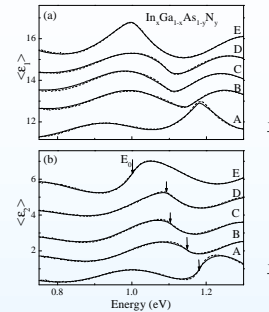 (a)
InxGa1-xAs1-yNy
E
D
C
B
A
16
14
12
<ε1>
(b)
E0
E
D
C
B
A
6
4
2
<ε2>
0.8
1.0
1.2
Energy (eV)